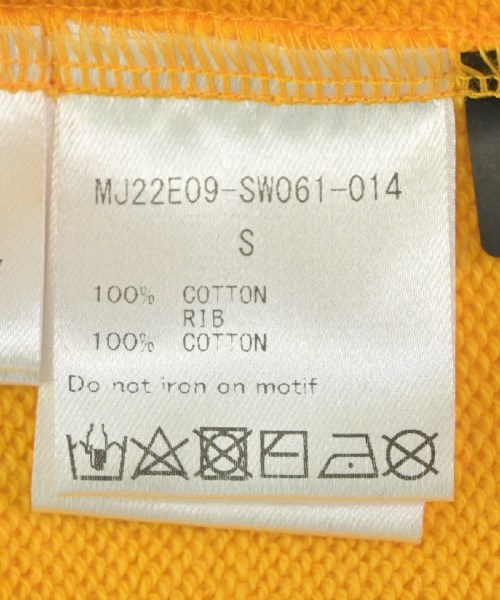 MJ22E09-SW061-014
S
100% COTTON
RIB
100% COTTON
Do not iron on motif